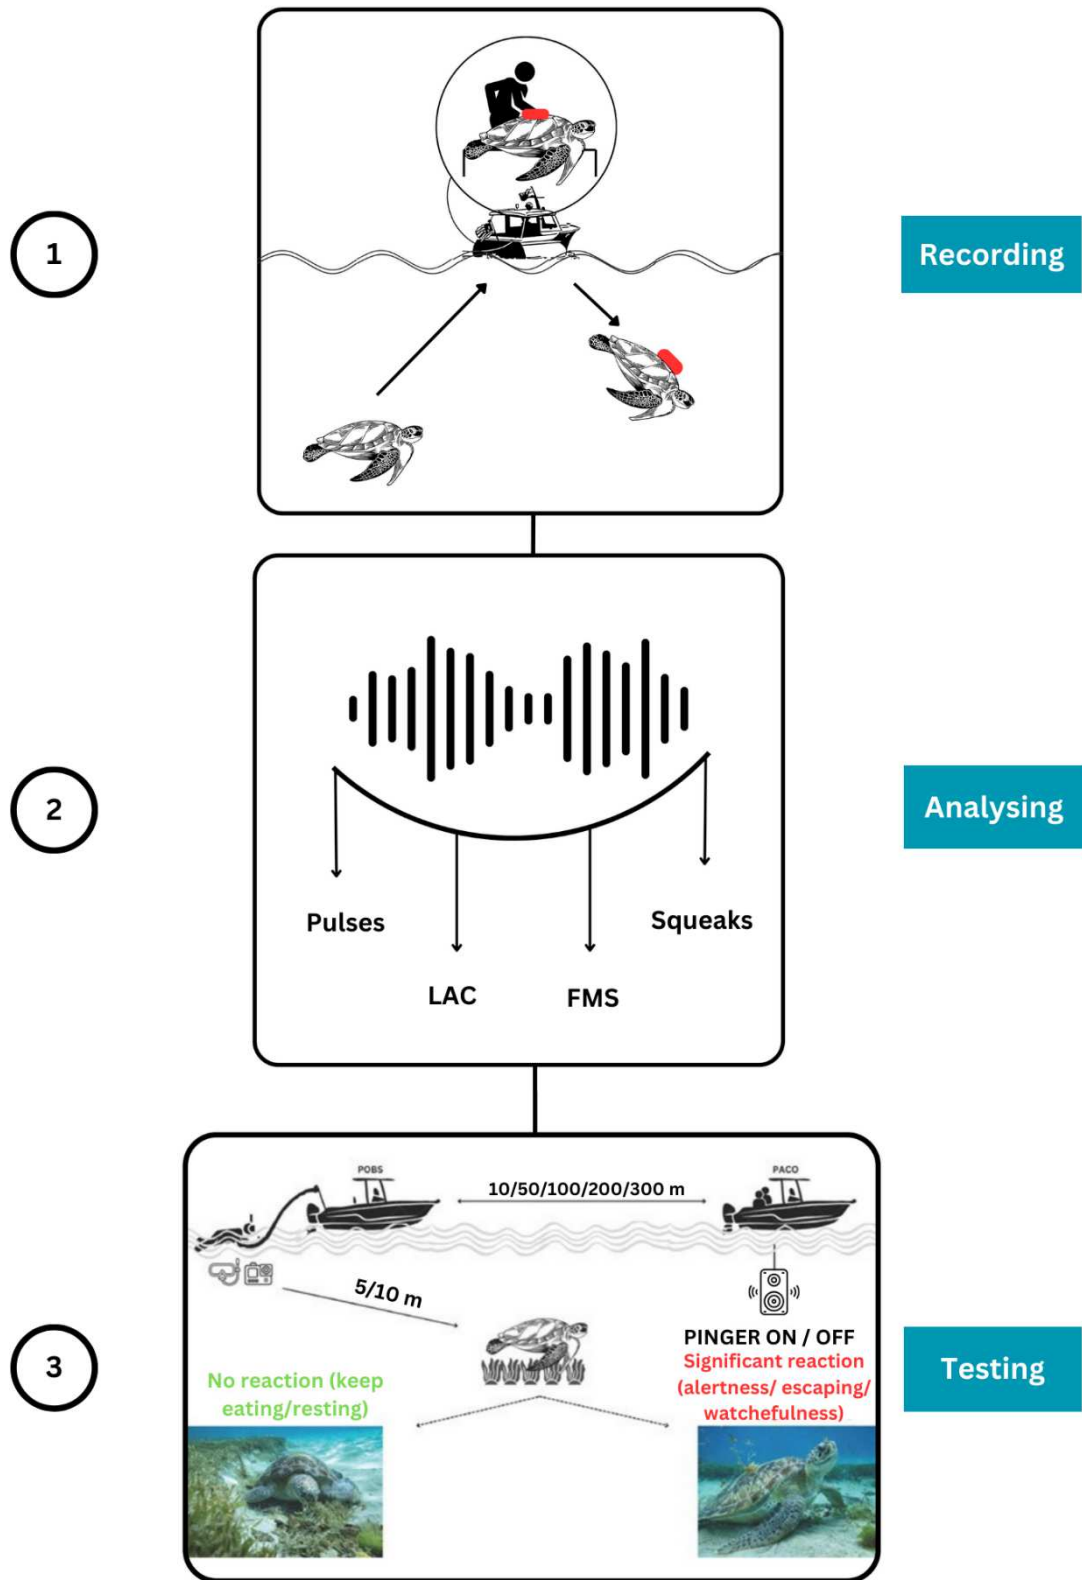 1
Recording
2
Analysing
Pulses
Squeaks
LAC
FMS
3
Testing
POBS
PACO
10/50/100/200/300 m
5/10 m
PINGER ON / OFF
Significant reaction
(alertness/ escaping/
watchefulness)
No reaction (keep
eating/resting)